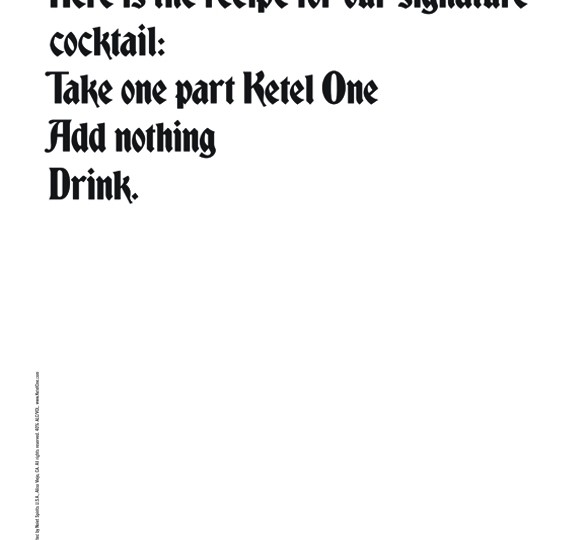 Here is the recipe for our signature
cocktail:
Take one part Ketel One
Add nothing
Drink.
ted by Nolet Spirits U.S.A., Aliso Viejo, CA. All rights reserved. 40% ALC/VOL. www.KetelOne.com